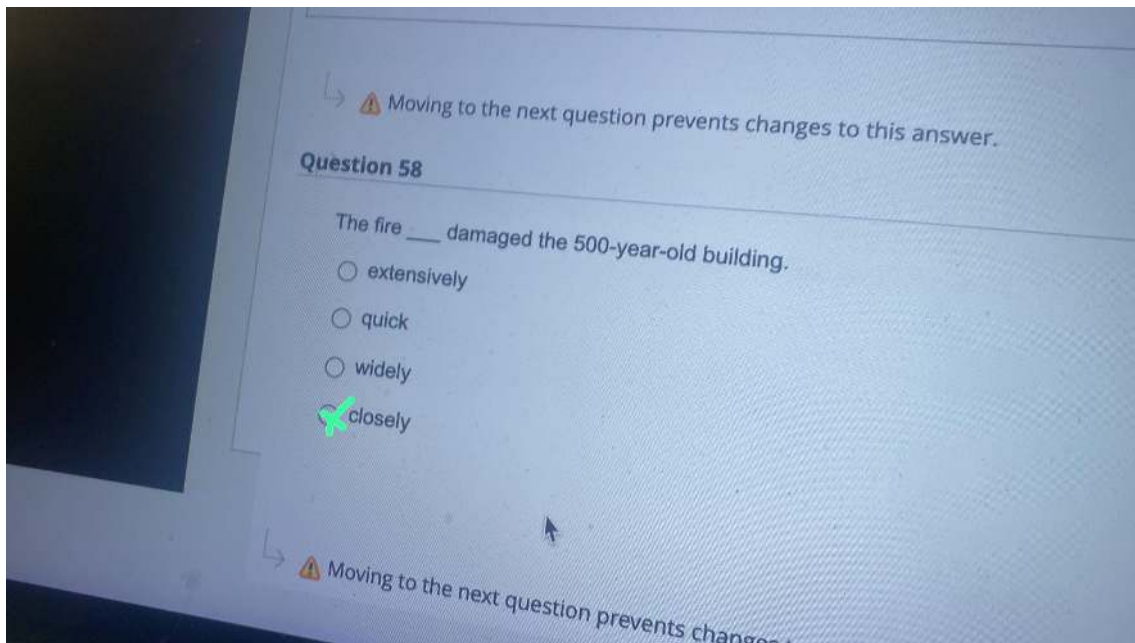 Moving to the next question prevents changes to this answer.
Question 58
The fire ___ damaged the 500-year-old building.
extensively
quick
widely
closely
Moving to the next question prevents